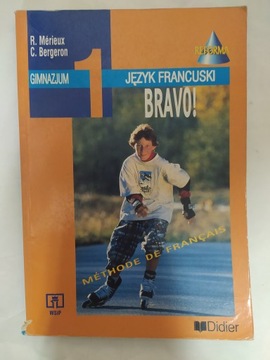 R. Mérieux
C. Bergeron
REFORMA
GIMNAZJUM
1
JĘZYK FRANCUSKI
BRAVO!
MÉTHODE DE FRANÇAIS
WSiP
Didier